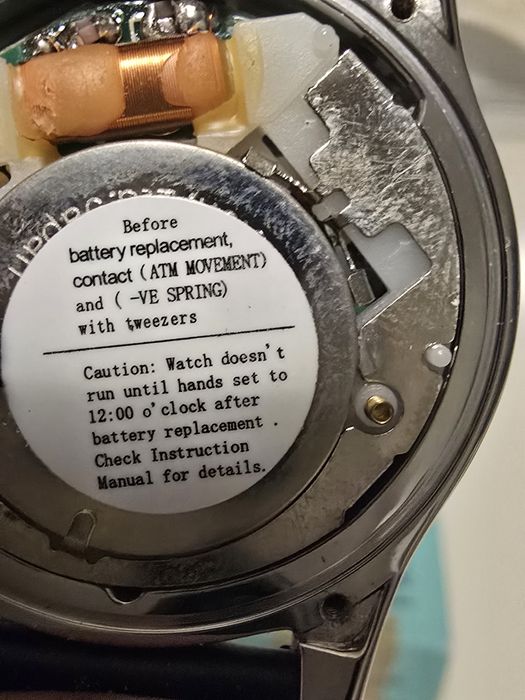 Before
battery replacement,
contact (ATM MOVEMENT)
and ( -VE SPRING)
with tweezers
Caution: Watch doesn't
run until hands set to
12:00 o'clock after
battery replacement .
Check Instruction
Manual for details.